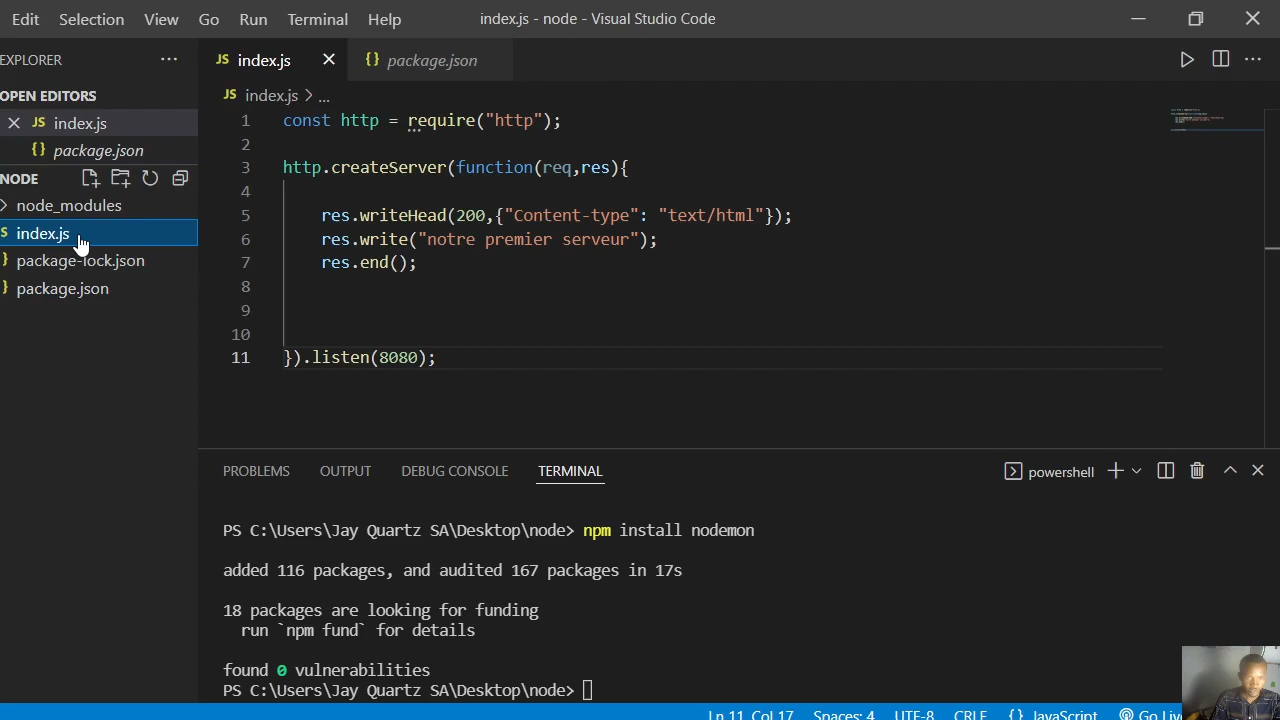 Edit Selection View Go Run Terminal Help index.js - node - Visual Studio Code
EXPLORER
JS index.js
{} package.json
OPEN EDITORS
JS index.js
{} package.json
NODE
node_modules
index.js
package-lock.json
package.json
JS index.js > ...
1 const http = require("http");
2
3 http.createServer(function(req,res){
4
5 res.writeHead(200,{"Content-type": "text/html"});
6 res.write("notre premier serveur");
7 res.end();
8
9
10
11 }).listen(8080);
PROBLEMS OUTPUT DEBUG CONSOLE TERMINAL powershell
PS C:\Users\Jay Quartz SA\Desktop\node> npm install nodemon
added 116 packages, and audited 167 packages in 17s
18 packages are looking for funding
run `npm fund` for details
found 0 vulnerabilities
PS C:\Users\Jay Quartz SA\Desktop\node>
Ln 11, Col 17 Spaces: 4 UTF-8 CRLF {} JavaScript Go Liv